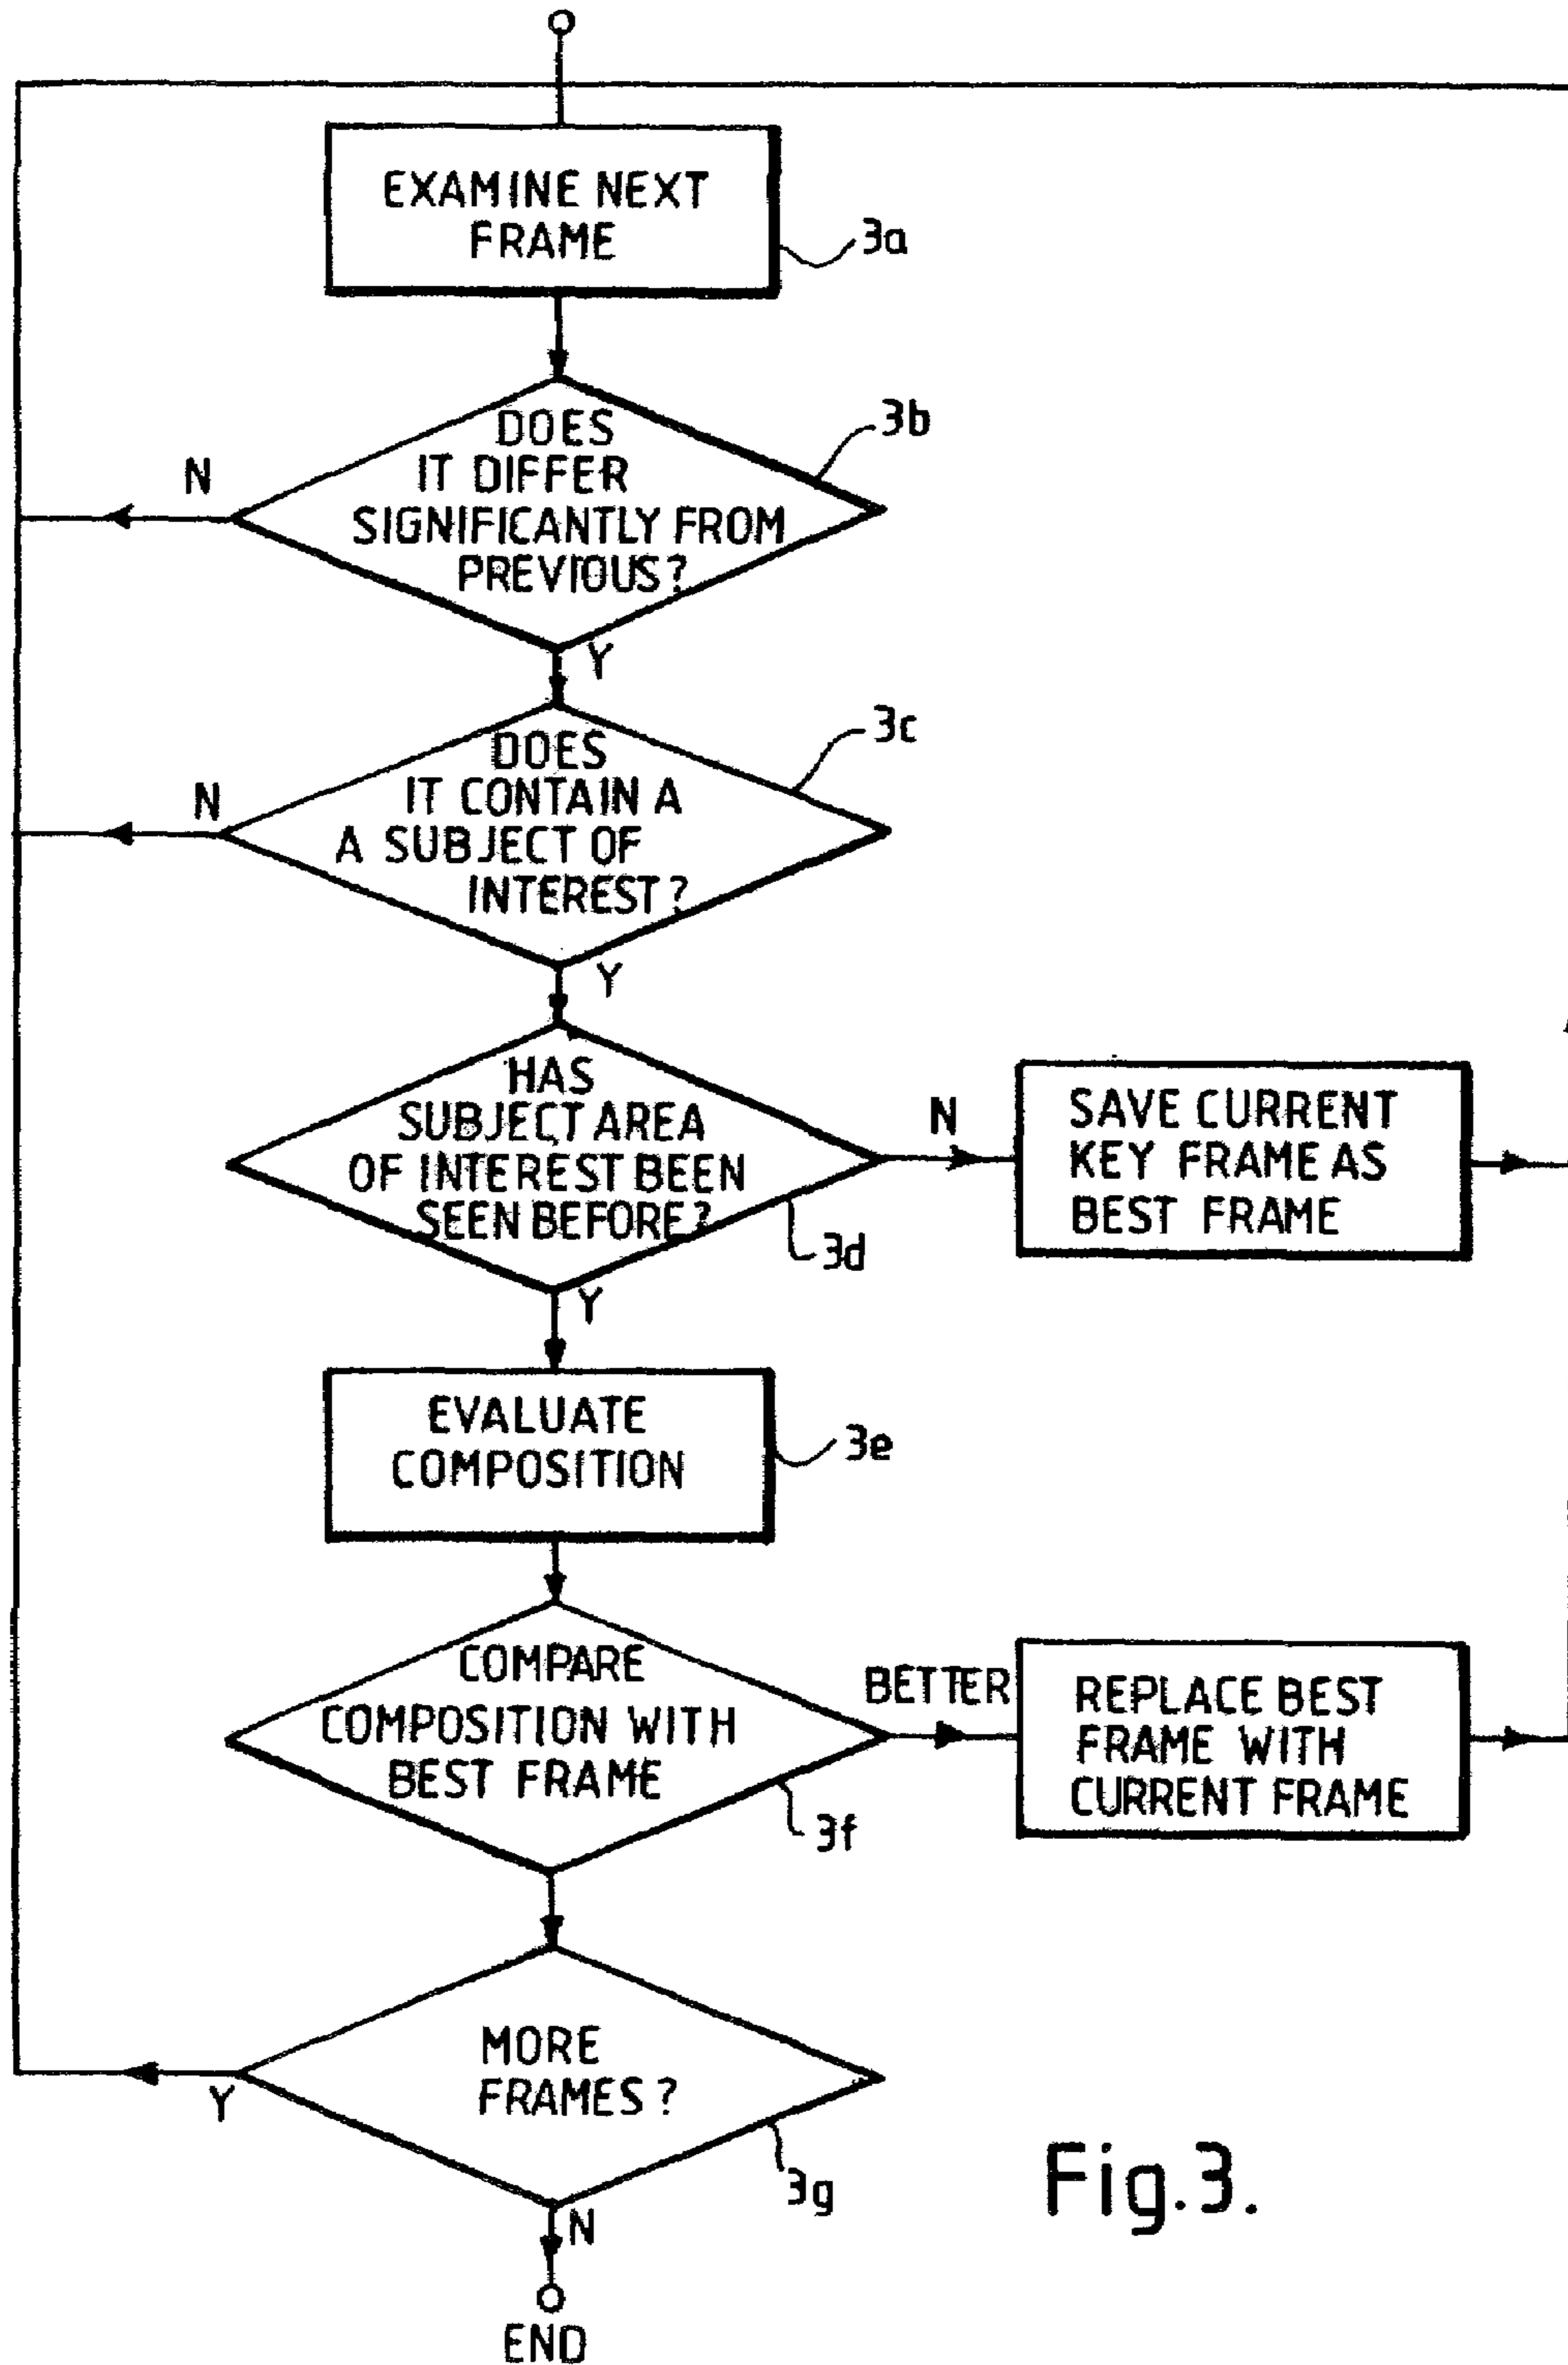 EXAMINE NEXT
FRAME
3a
DOES
IT DIFFER
SIGNIFICANTLY FROM
PREVIOUS?
3b
N
Y
DOES
IT CONTAIN A
A SUBJECT OF
INTEREST?
3c
N
Y
HAS
SUBJECT AREA
OF INTEREST BEEN
SEEN BEFORE?
3d
N
SAVE CURRENT
KEY FRAME AS
BEST FRAME
Y
EVALUATE
COMPOSITION
3e
COMPARE
COMPOSITION WITH
BEST FRAME
3f
BETTER
REPLACE BEST
FRAME WITH
CURRENT FRAME
MORE
FRAMES?
3g
Y
N
END
Fig.3.